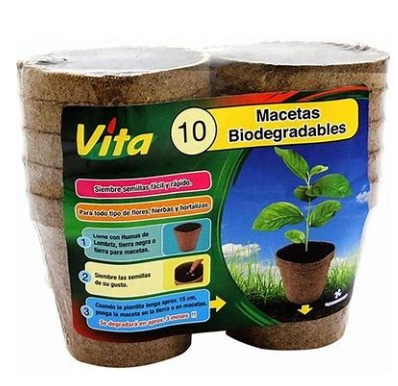 Vita
10
Macetas
Biodegradables
Siembre semillas fácil y rápido.
Para todo tipo de flores, hierbas y hortalizas
1
Llene con Humus de
Lombriz, tierra negra o
tierra para macetas.
2
Siembre las semillas
de su gusto.
3
Cuando la plantita tenga aprox. 15 cm,
ponga la maceta en la tierra o en macetas.
Se degradará en aprox. 3 meses !!